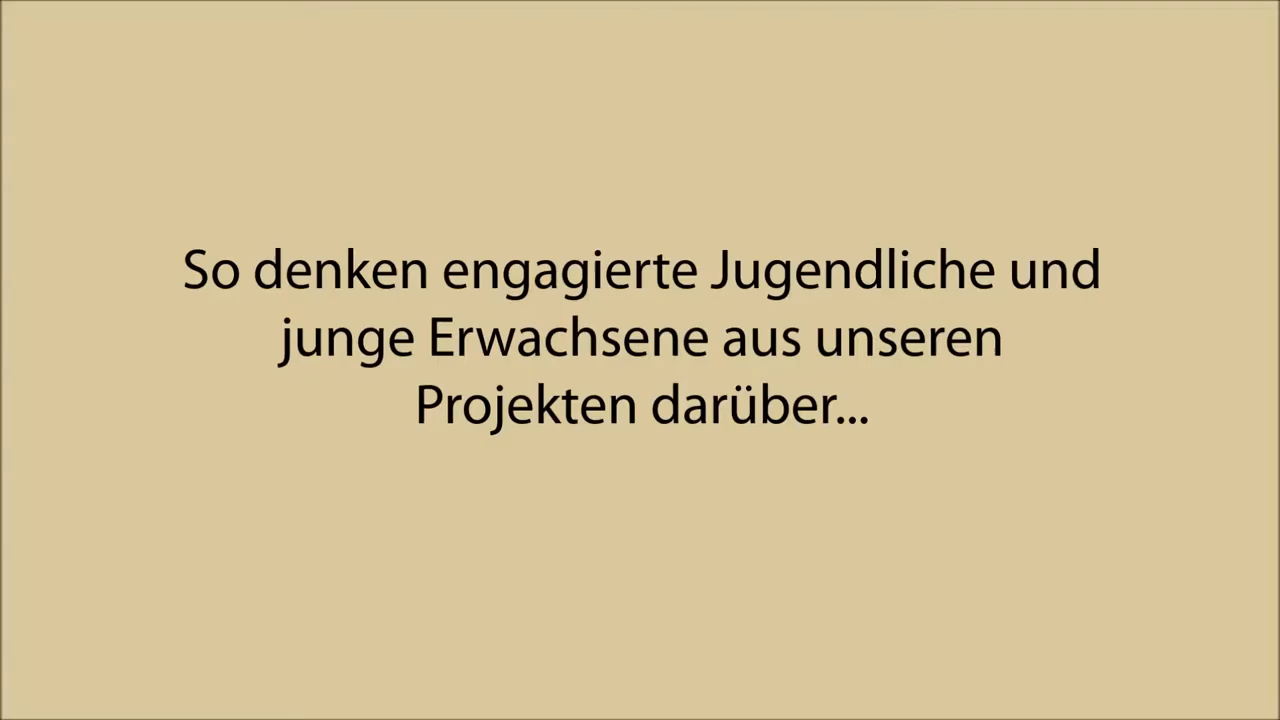 So denken engagierte Jugendliche und
junge Erwachsene aus unseren
Projekten darüber...